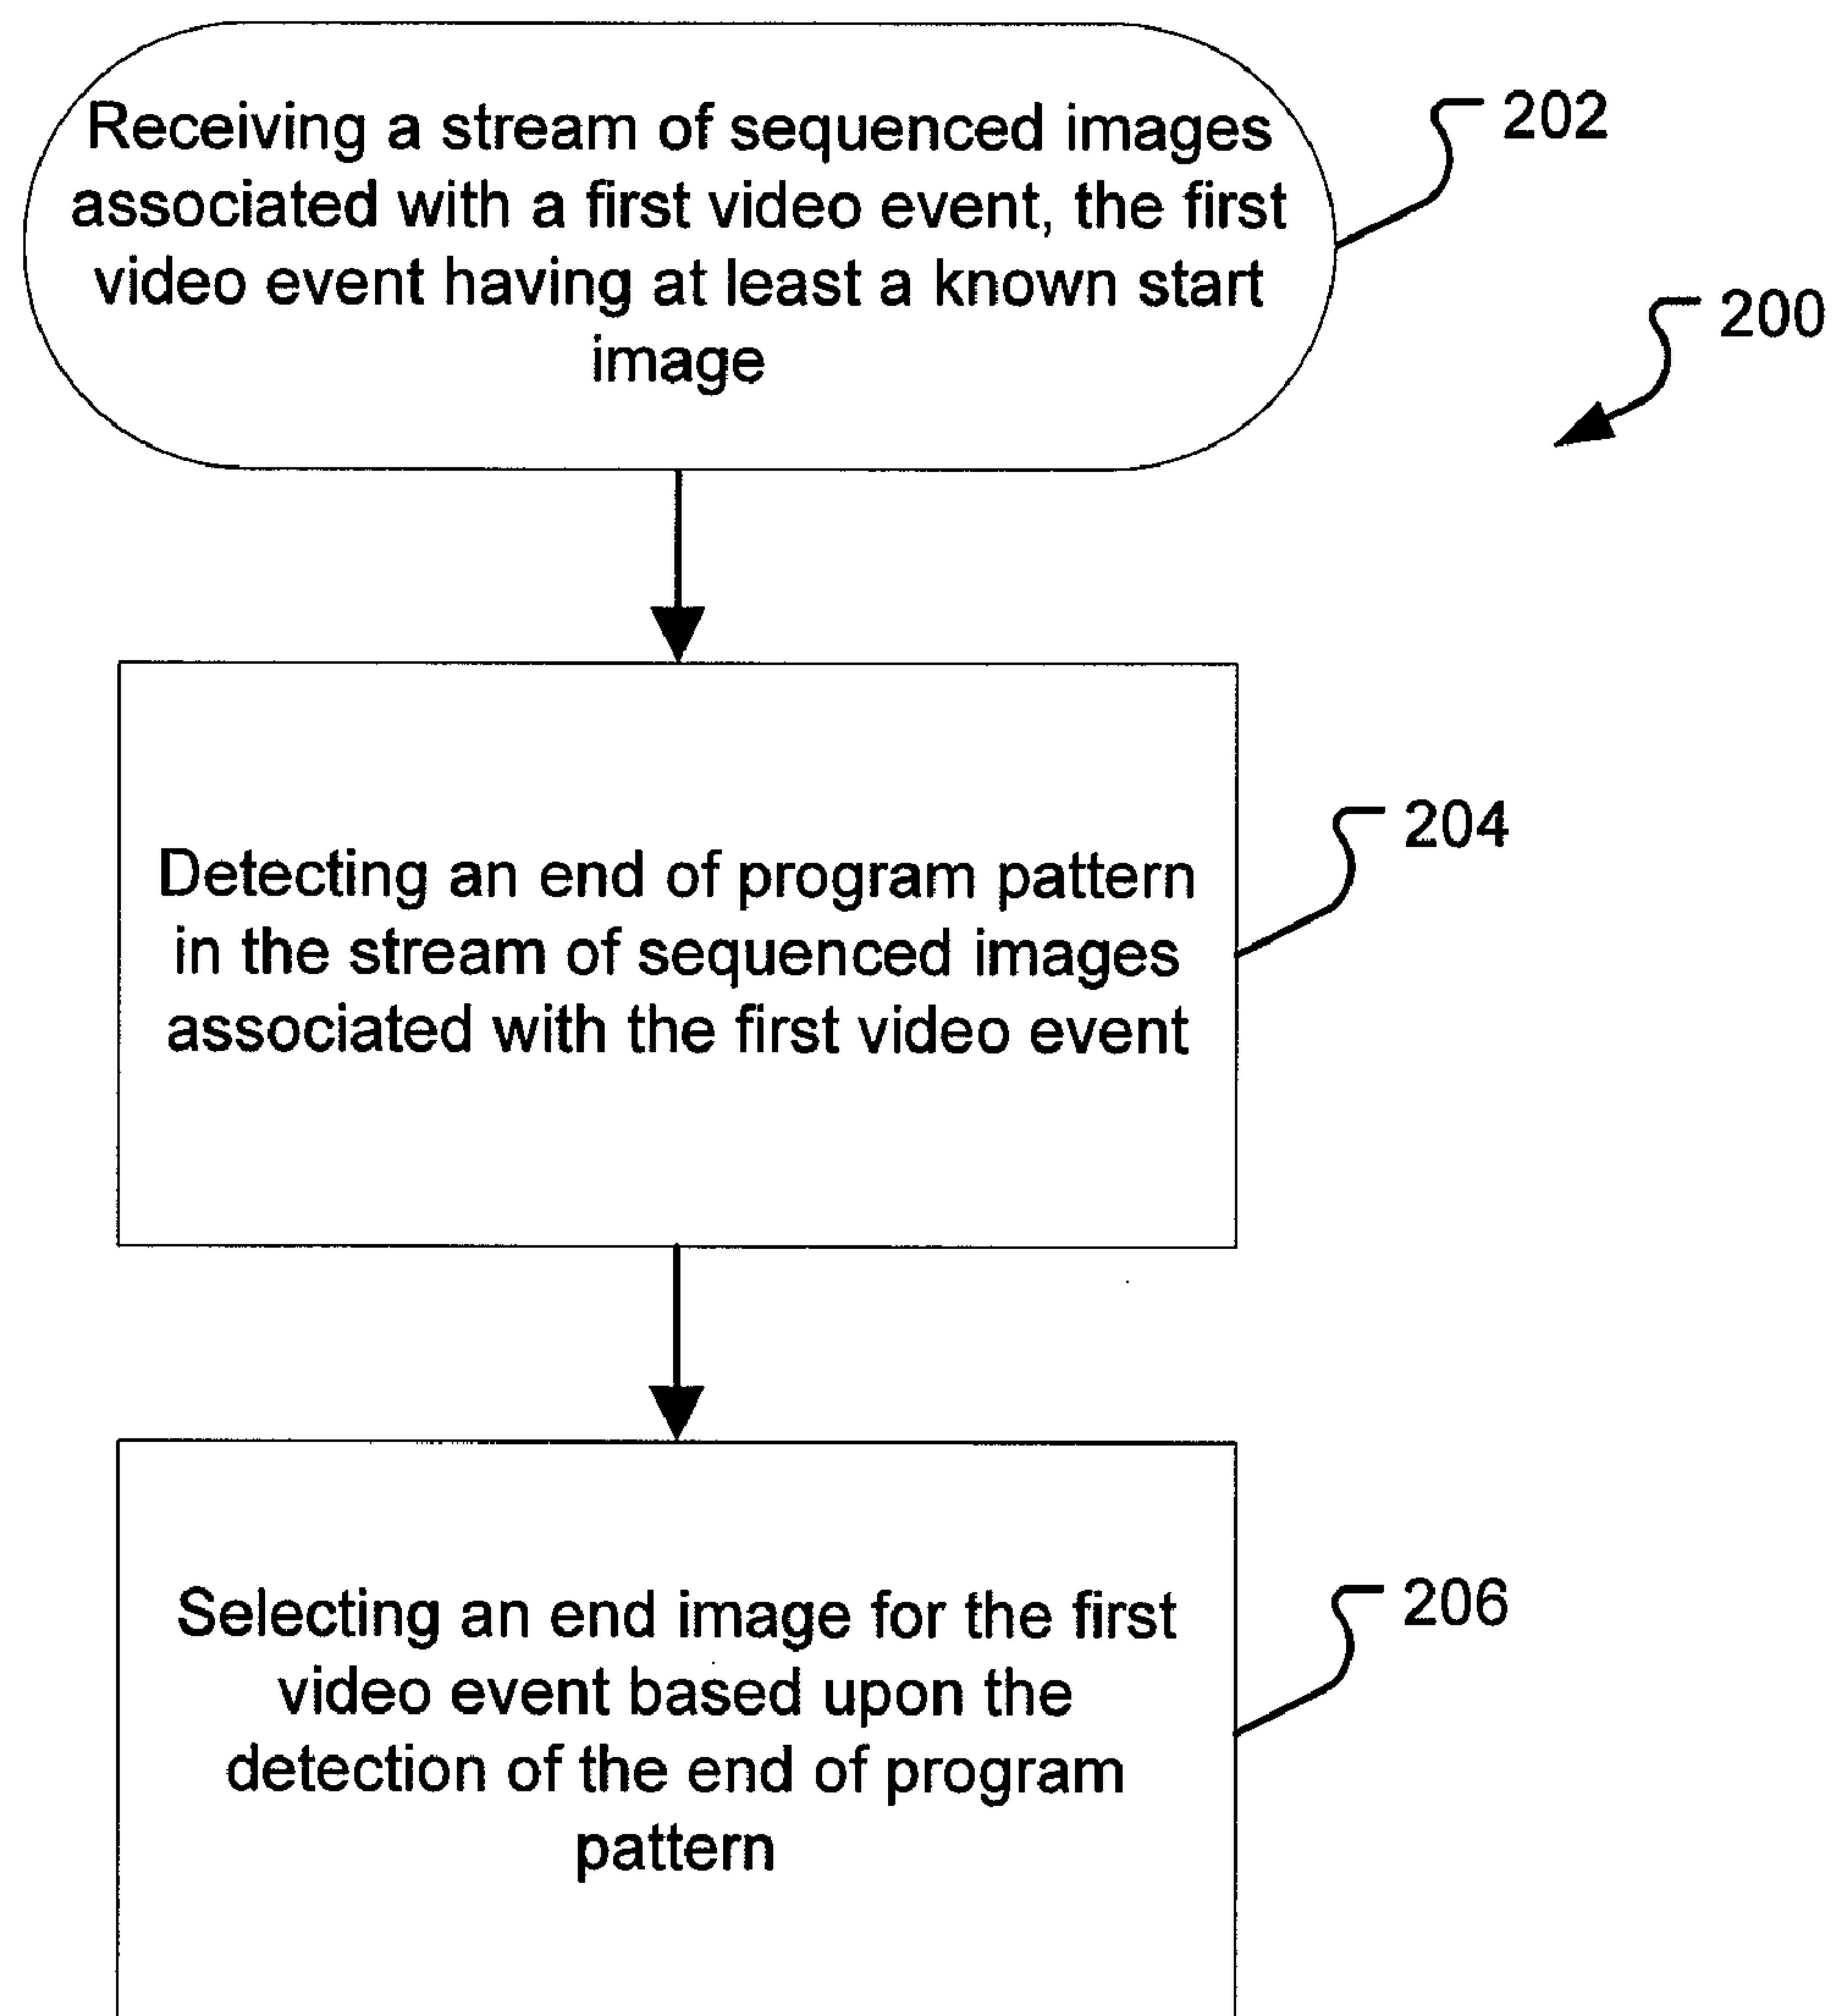 Receiving a stream of sequenced images
associated with a first video event, the first
video event having at least a known start
image
202
200
Detecting an end of program pattern
in the stream of sequenced images
associated with the first video event
204
Selecting an end image for the first
video event based upon the
detection of the end of program
pattern
206